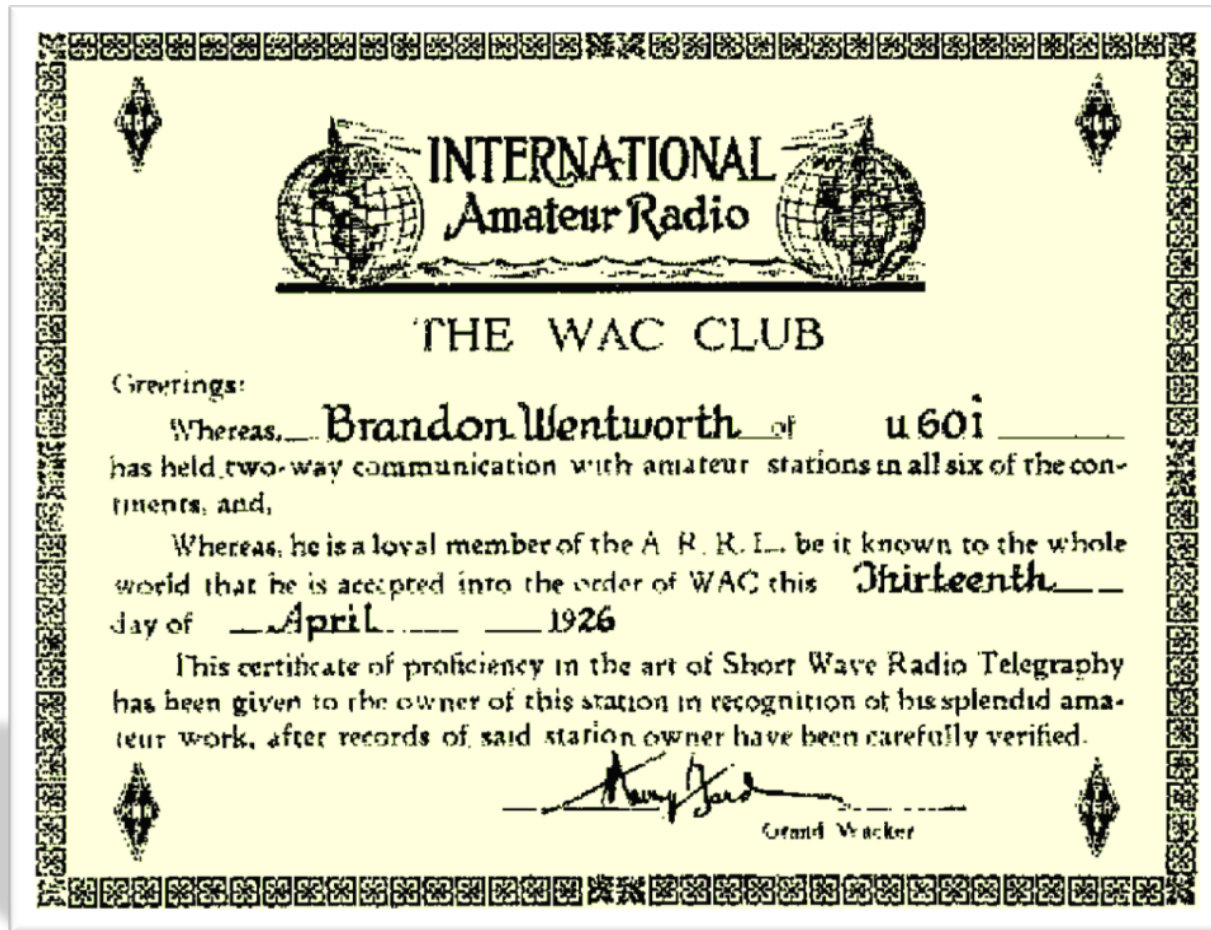 INTERNATIONAL
Amateur Radio
THE WAC CLUB
Greetings:
Whereas, Brandon Wentworth of u 6OI
has held two-way communication with amateur stations in all six of the con-
tinents, and,
Whereas, he is a loyal member of the A. R. R. L. be it known to the whole
world that he is accepted into the order of WAC this Thirteenth
day of April 1926
This certificate of proficiency in the art of Short Wave Radio Telegraphy
has been given to the owner of this station in recognition of his splendid ama-
teur work, after records of said station owner have been carefully verified.
Grand Wacker